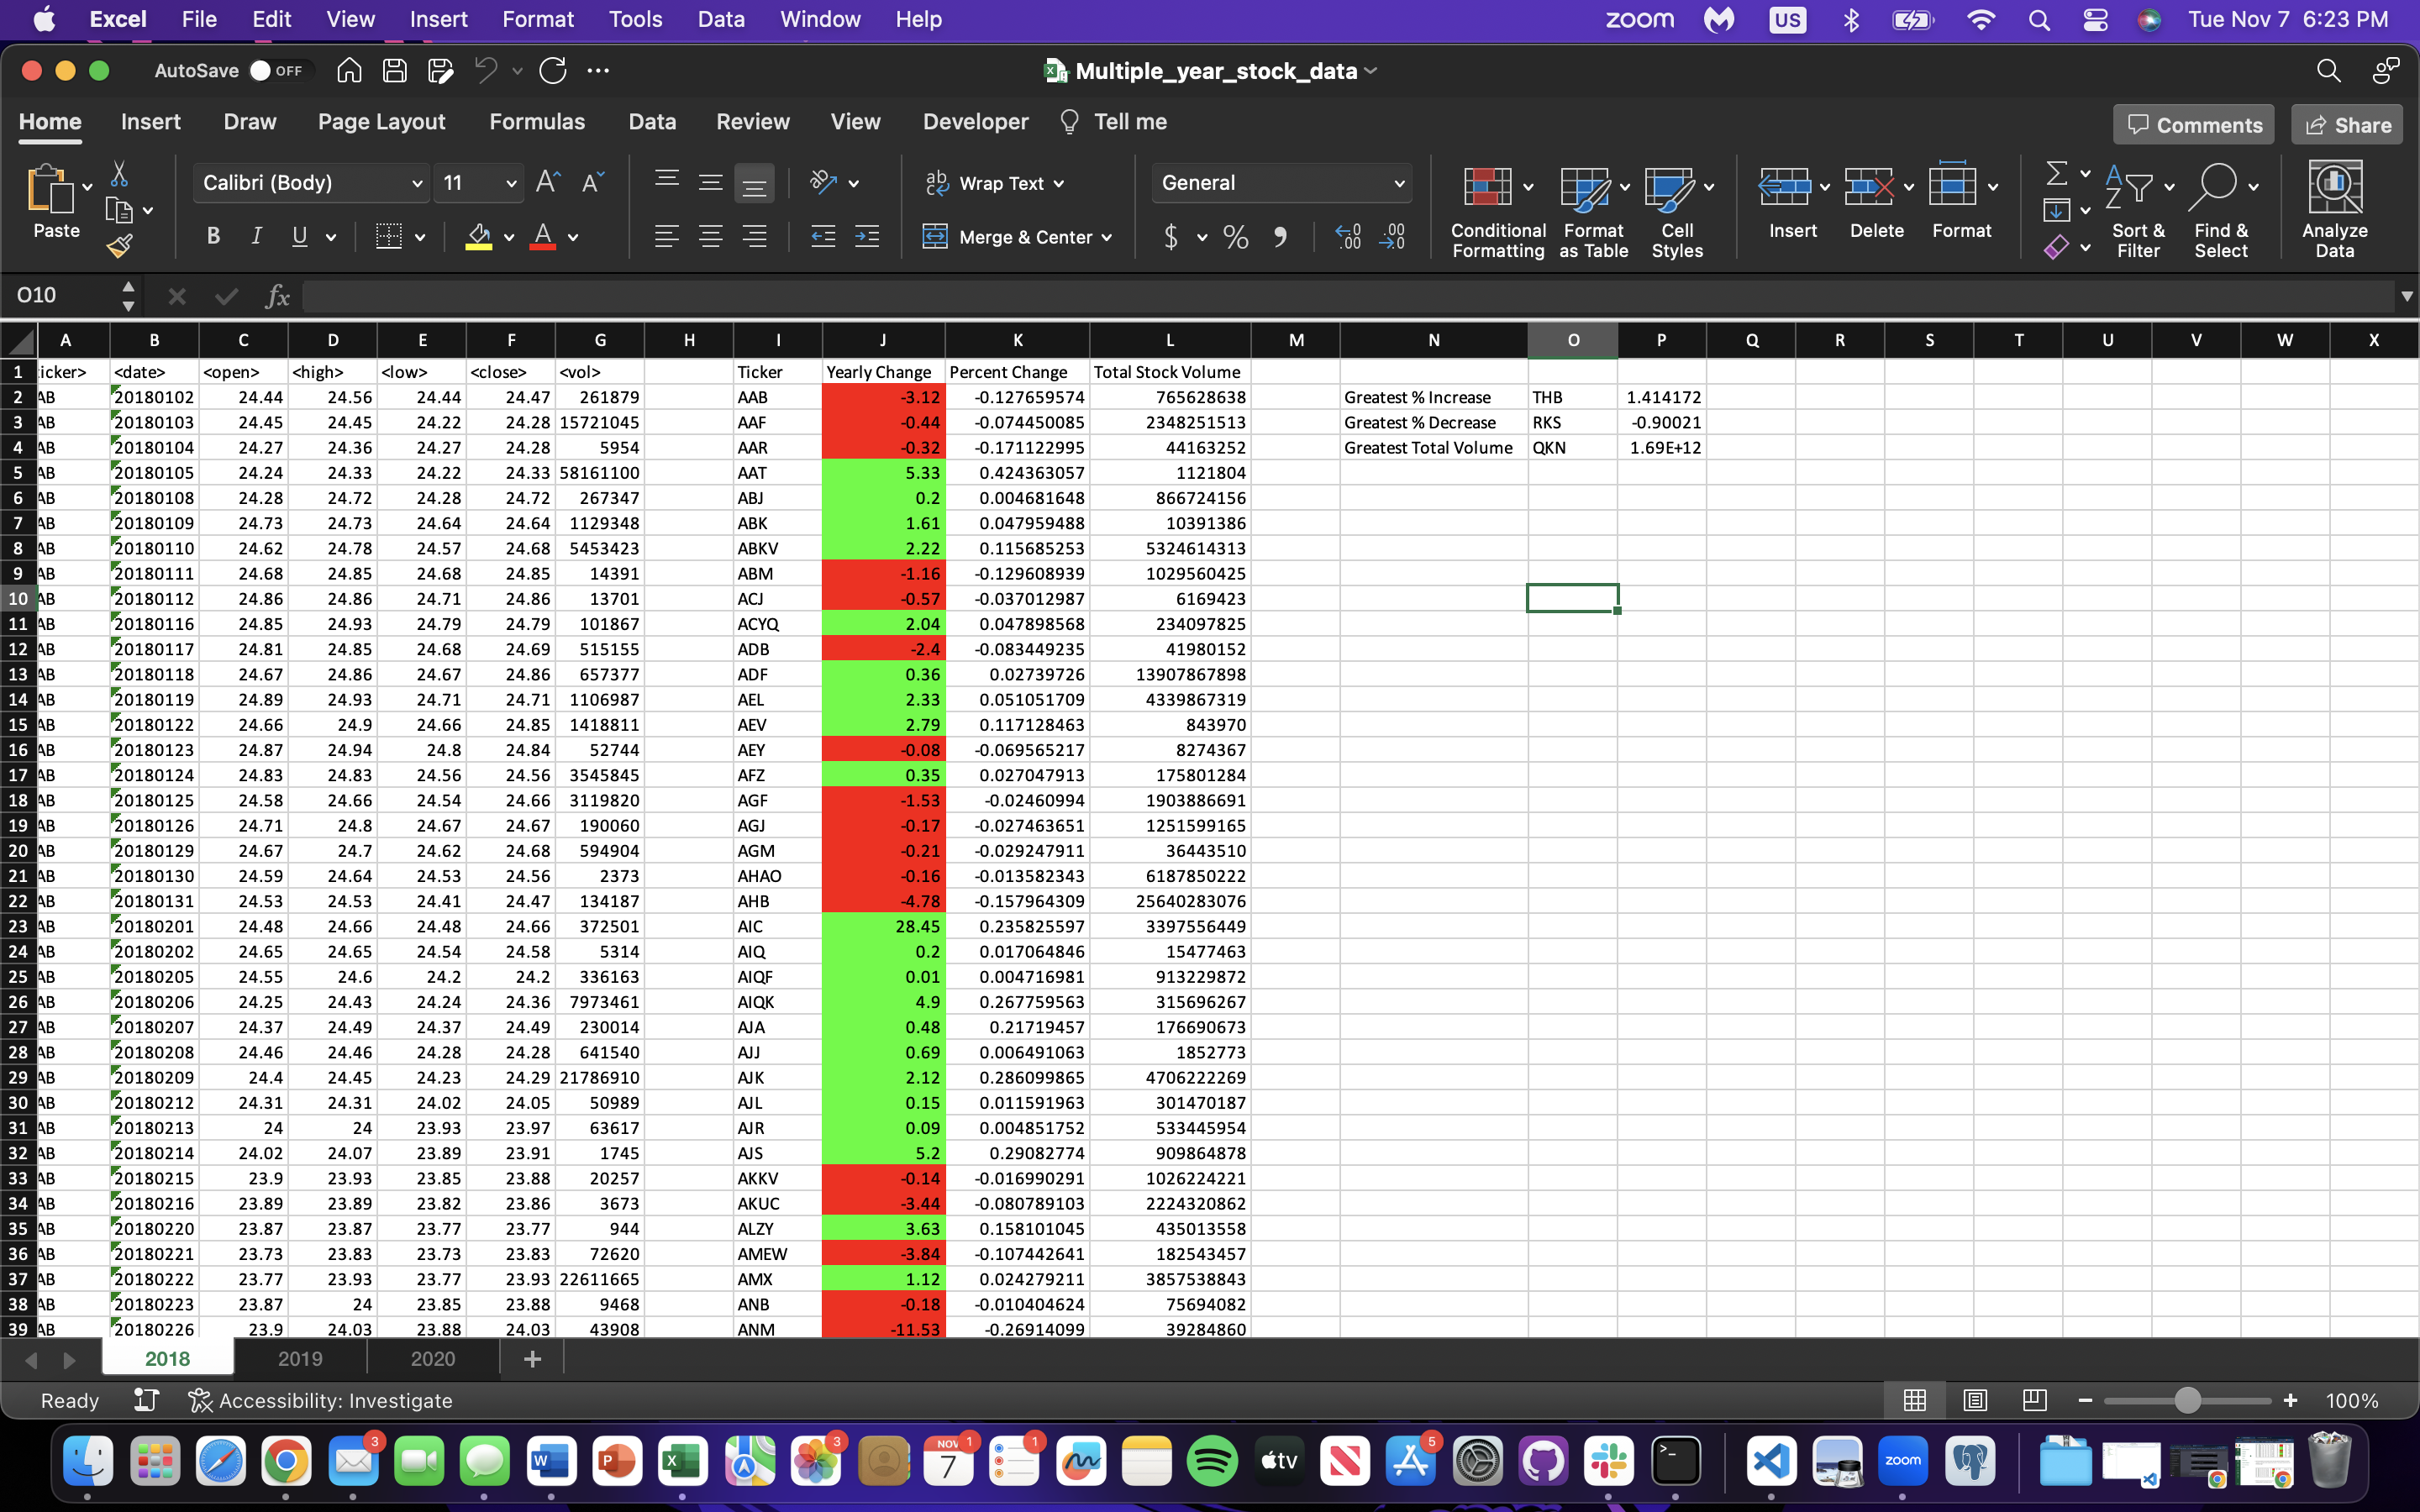 Excel File Edit View Insert Format Tools Data Window Help zoom US Tue Nov 7 6:23 PM
AutoSave OFF Multiple_year_stock_data
Home Insert Draw Page Layout Formulas Data Review View Developer Tell me Comments Share
Paste Calibri (Body) 11 Wrap Text General Conditional Formatting Format as Table Cell Styles Insert Delete Format Sort & Filter Find & Select Analyze Data
B I U A Merge & Center $ %
O10 fx
A B C D E F G H I J K L M N O P Q R S T U V W X
1 icker> <date> <open> <high> <low> <close> <vol> Ticker Yearly Change Percent Change Total Stock Volume
2 AB 20180102 24.44 24.56 24.44 24.47 261879 AAB -3.12 -0.127659574 765628638 Greatest % Increase THB 1.414172
3 AB 20180103 24.45 24.45 24.22 24.28 15721045 AAF -0.44 -0.074450085 2348251513 Greatest % Decrease RKS -0.90021
4 AB 20180104 24.27 24.36 24.27 24.28 5954 AAR -0.32 -0.171122995 44163252 Greatest Total Volume QKN 1.69E+12
5 AB 20180105 24.24 24.33 24.22 24.33 58161100 AAT 5.33 0.424363057 1121804
6 AB 20180108 24.28 24.72 24.28 24.72 267347 ABJ 0.2 0.004681648 866724156
7 AB 20180109 24.73 24.73 24.64 24.64 1129348 ABK 1.61 0.047959488 10391386
8 AB 20180110 24.62 24.78 24.57 24.68 5453423 ABKV 2.22 0.115685253 5324614313
9 AB 20180111 24.68 24.85 24.68 24.85 14391 ABM -1.16 -0.129608939 1029560425
10 AB 20180112 24.86 24.86 24.71 24.86 13701 ACJ -0.57 -0.037012987 6169423
11 AB 20180116 24.85 24.93 24.79 24.79 101867 ACYQ 2.04 0.047898568 234097825
12 AB 20180117 24.81 24.85 24.68 24.69 515155 ADB -2.4 -0.083449235 41980152
13 AB 20180118 24.67 24.86 24.67 24.86 657377 ADF 0.36 0.02739726 13907867898
14 AB 20180119 24.89 24.93 24.71 24.71 1106987 AEL 2.33 0.051051709 4339867319
15 AB 20180122 24.66 24.9 24.66 24.85 1418811 AEV 2.79 0.117128463 843970
16 AB 20180123 24.87 24.94 24.8 24.84 52744 AEY -0.08 -0.069565217 8274367
17 AB 20180124 24.83 24.83 24.56 24.56 3545845 AFZ 0.35 0.027047913 175801284
18 AB 20180125 24.58 24.66 24.54 24.66 3119820 AGF -1.53 -0.02460994 1903886691
19 AB 20180126 24.71 24.8 24.67 24.67 190060 AGJ -0.17 -0.027463651 1251599165
20 AB 20180129 24.67 24.7 24.62 24.68 594904 AGM -0.21 -0.029247911 36443510
21 AB 20180130 24.59 24.64 24.53 24.56 2373 AHAO -0.16 -0.013582343 6187850222
22 AB 20180131 24.53 24.53 24.41 24.47 134187 AHB -4.78 -0.157964309 25640283076
23 AB 20180201 24.48 24.66 24.48 24.66 372501 AIC 28.45 0.235825597 3397556449
24 AB 20180202 24.65 24.65 24.54 24.58 5314 AIQ 0.2 0.017064846 15477463
25 AB 20180205 24.55 24.6 24.2 24.2 336163 AIQF 0.01 0.004716981 913229872
26 AB 20180206 24.25 24.43 24.24 24.36 7973461 AIQK 4.9 0.267759563 315696267
27 AB 20180207 24.37 24.49 24.37 24.49 230014 AJA 0.48 0.21719457 176690673
28 AB 20180208 24.46 24.46 24.28 24.28 641540 AJJ 0.69 0.006491063 1852773
29 AB 20180209 24.4 24.45 24.23 24.29 21786910 AJK 2.12 0.286099865 4706222269
30 AB 20180212 24.31 24.31 24.02 24.05 50989 AJL 0.15 0.011591963 301470187
31 AB 20180213 24 24 23.93 23.97 63617 AJR 0.09 0.004851752 533445954
32 AB 20180214 24.02 24.07 23.89 23.91 1745 AJS 5.2 0.29082774 909864878
33 AB 20180215 23.9 23.93 23.85 23.88 20257 AKKV -0.14 -0.016990291 1026224221
34 AB 20180216 23.89 23.89 23.82 23.86 3673 AKUC -3.44 -0.080789103 2224320862
35 AB 20180220 23.87 23.87 23.77 23.77 944 ALZY 3.63 0.158101045 435013558
36 AB 20180221 23.73 23.83 23.73 23.83 72620 AMEW -3.84 -0.107442641 182543457
37 AB 20180222 23.77 23.93 23.77 23.93 22611665 AMX 1.12 0.024279211 3857538843
38 AB 20180223 23.87 24 23.85 23.88 9468 ANB -0.18 -0.010404624 75694082
39 AB 20180226 23.9 24.03 23.88 24.03 43908 ANM -11.53 -0.26914099 39284860
2018 2019 2020
Ready Accessibility: Investigate 100%
3 W P X 3 NOV 7 1 1 tv 5 zoom